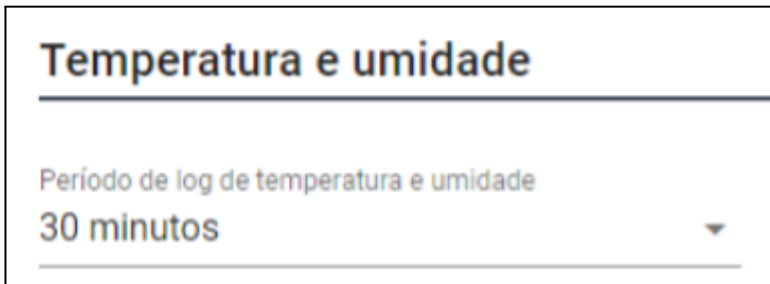 Temperatura e umidade
Período de log de temperatura e umidade
30 minutos